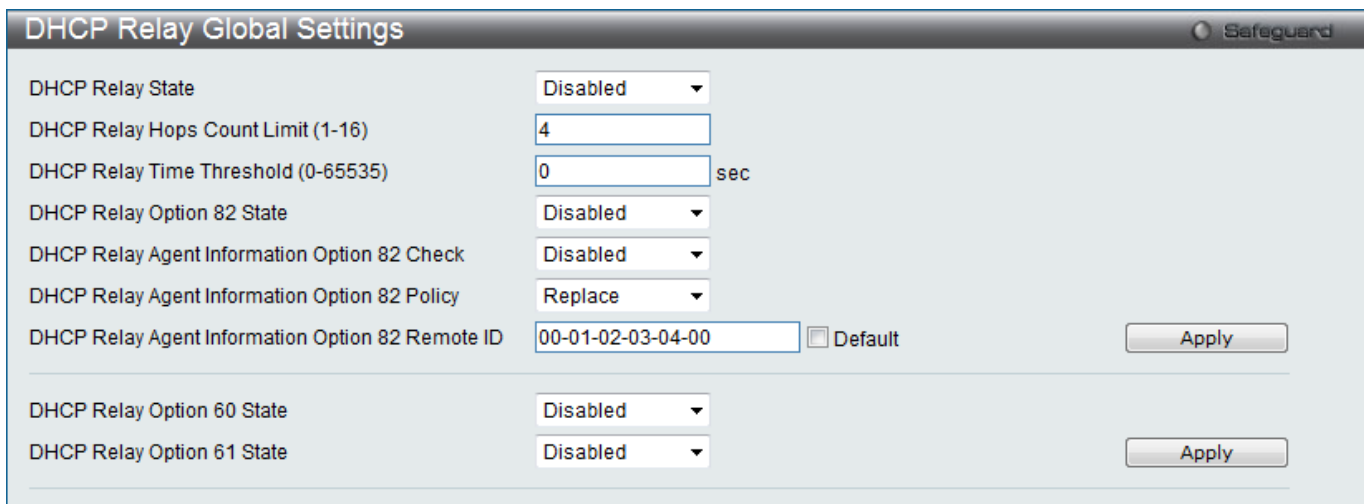 DHCP Relay Global Settings
Safeguard
DHCP Relay State Disabled
DHCP Relay Hops Count Limit (1-16) 4
DHCP Relay Time Threshold (0-65535) 0 sec
DHCP Relay Option 82 State Disabled
DHCP Relay Agent Information Option 82 Check Disabled
DHCP Relay Agent Information Option 82 Policy Replace
DHCP Relay Agent Information Option 82 Remote ID 00-01-02-03-04-00 Default Apply
DHCP Relay Option 60 State Disabled
DHCP Relay Option 61 State Disabled Apply